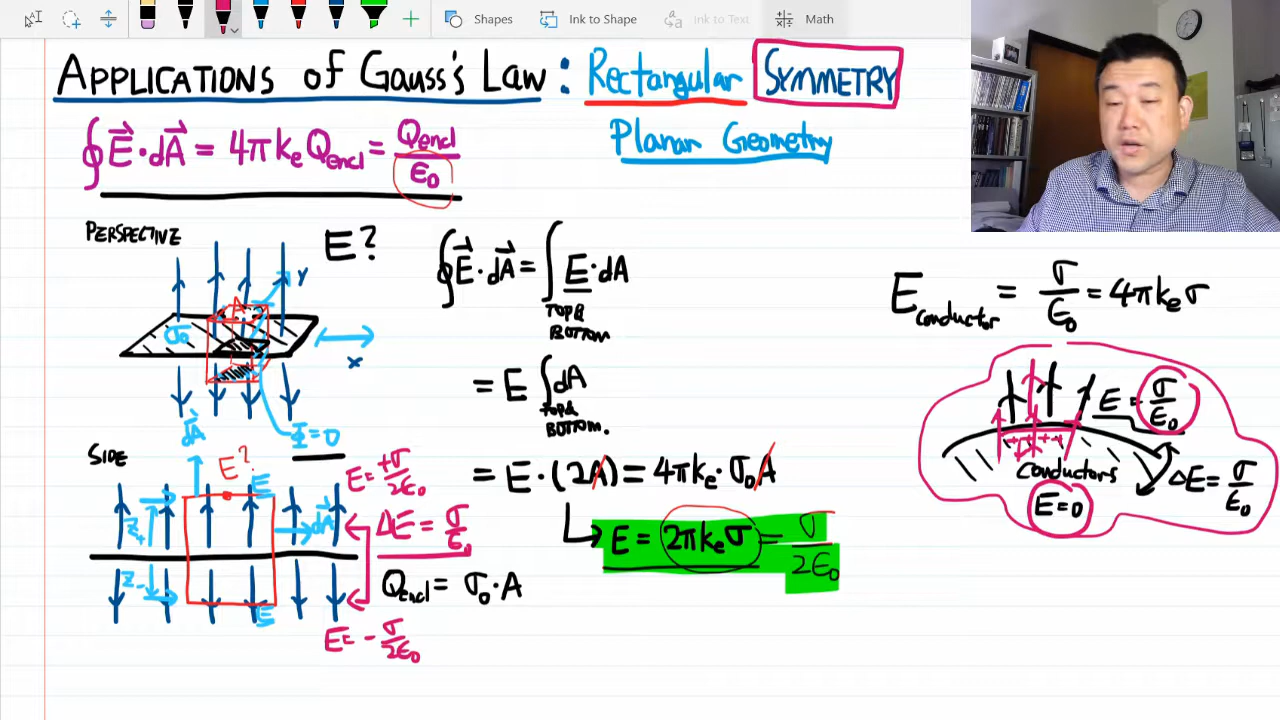 Shapes
Ink to Shape
Ink to Text
Math
APPLICATIONS of Gauss's Law: Rectangular SYMMETRY
Planar Geometry
∮E⃗·dA⃗ = 4πkₑQencl = Qencl/ε₀
PERSPECTIVE
E?
A
σ₀
y
x
Φ=0
∮E⃗·dA⃗ = ∫ E·dA
TOP & BOTTOM
= E ∫dA
TOP & BOTTOM.
= E·(2A) = 4πkₑ·σ₀A
E = 2πkₑσ = σ/2ε₀
SIDE
dA⃗
E?
E
Z+
Z-
dA⃗
E
E = +σ/2ε₀
ΔE = σ/ε₀
Qencl = σ₀·A
E = -σ/2ε₀
Econductor = σ/ε₀ = 4πkₑσ
E = σ/ε₀
++++
conductors
E=0
ΔE = σ/ε₀